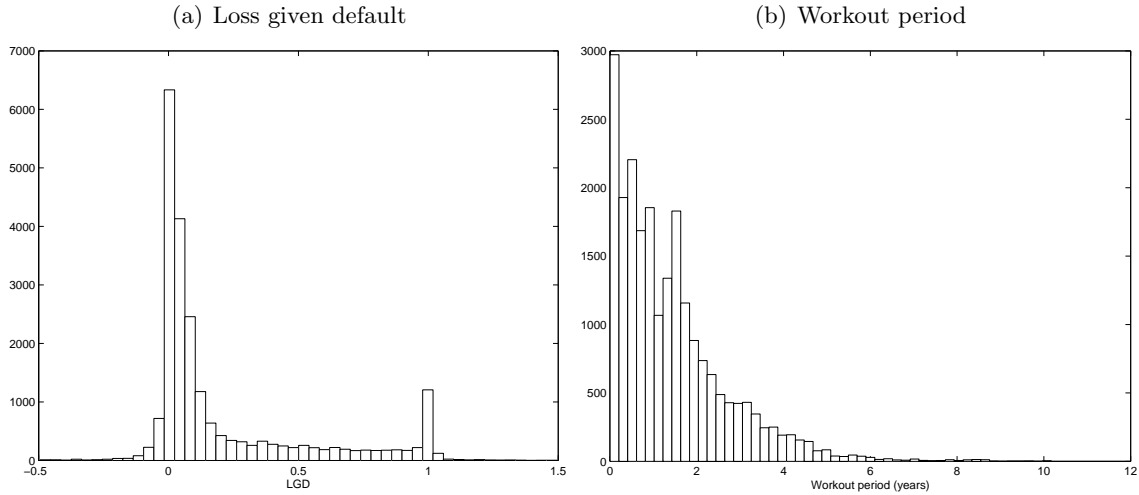 (a) Loss given default
7000
6000
5000
4000
3000
2000
1000
0
−0.5 0 0.5 1 1.5
LGD
(b) Workout period
3000
2500
2000
1500
1000
500
0
0 2 4 6 8 10 12
Workout period (years)